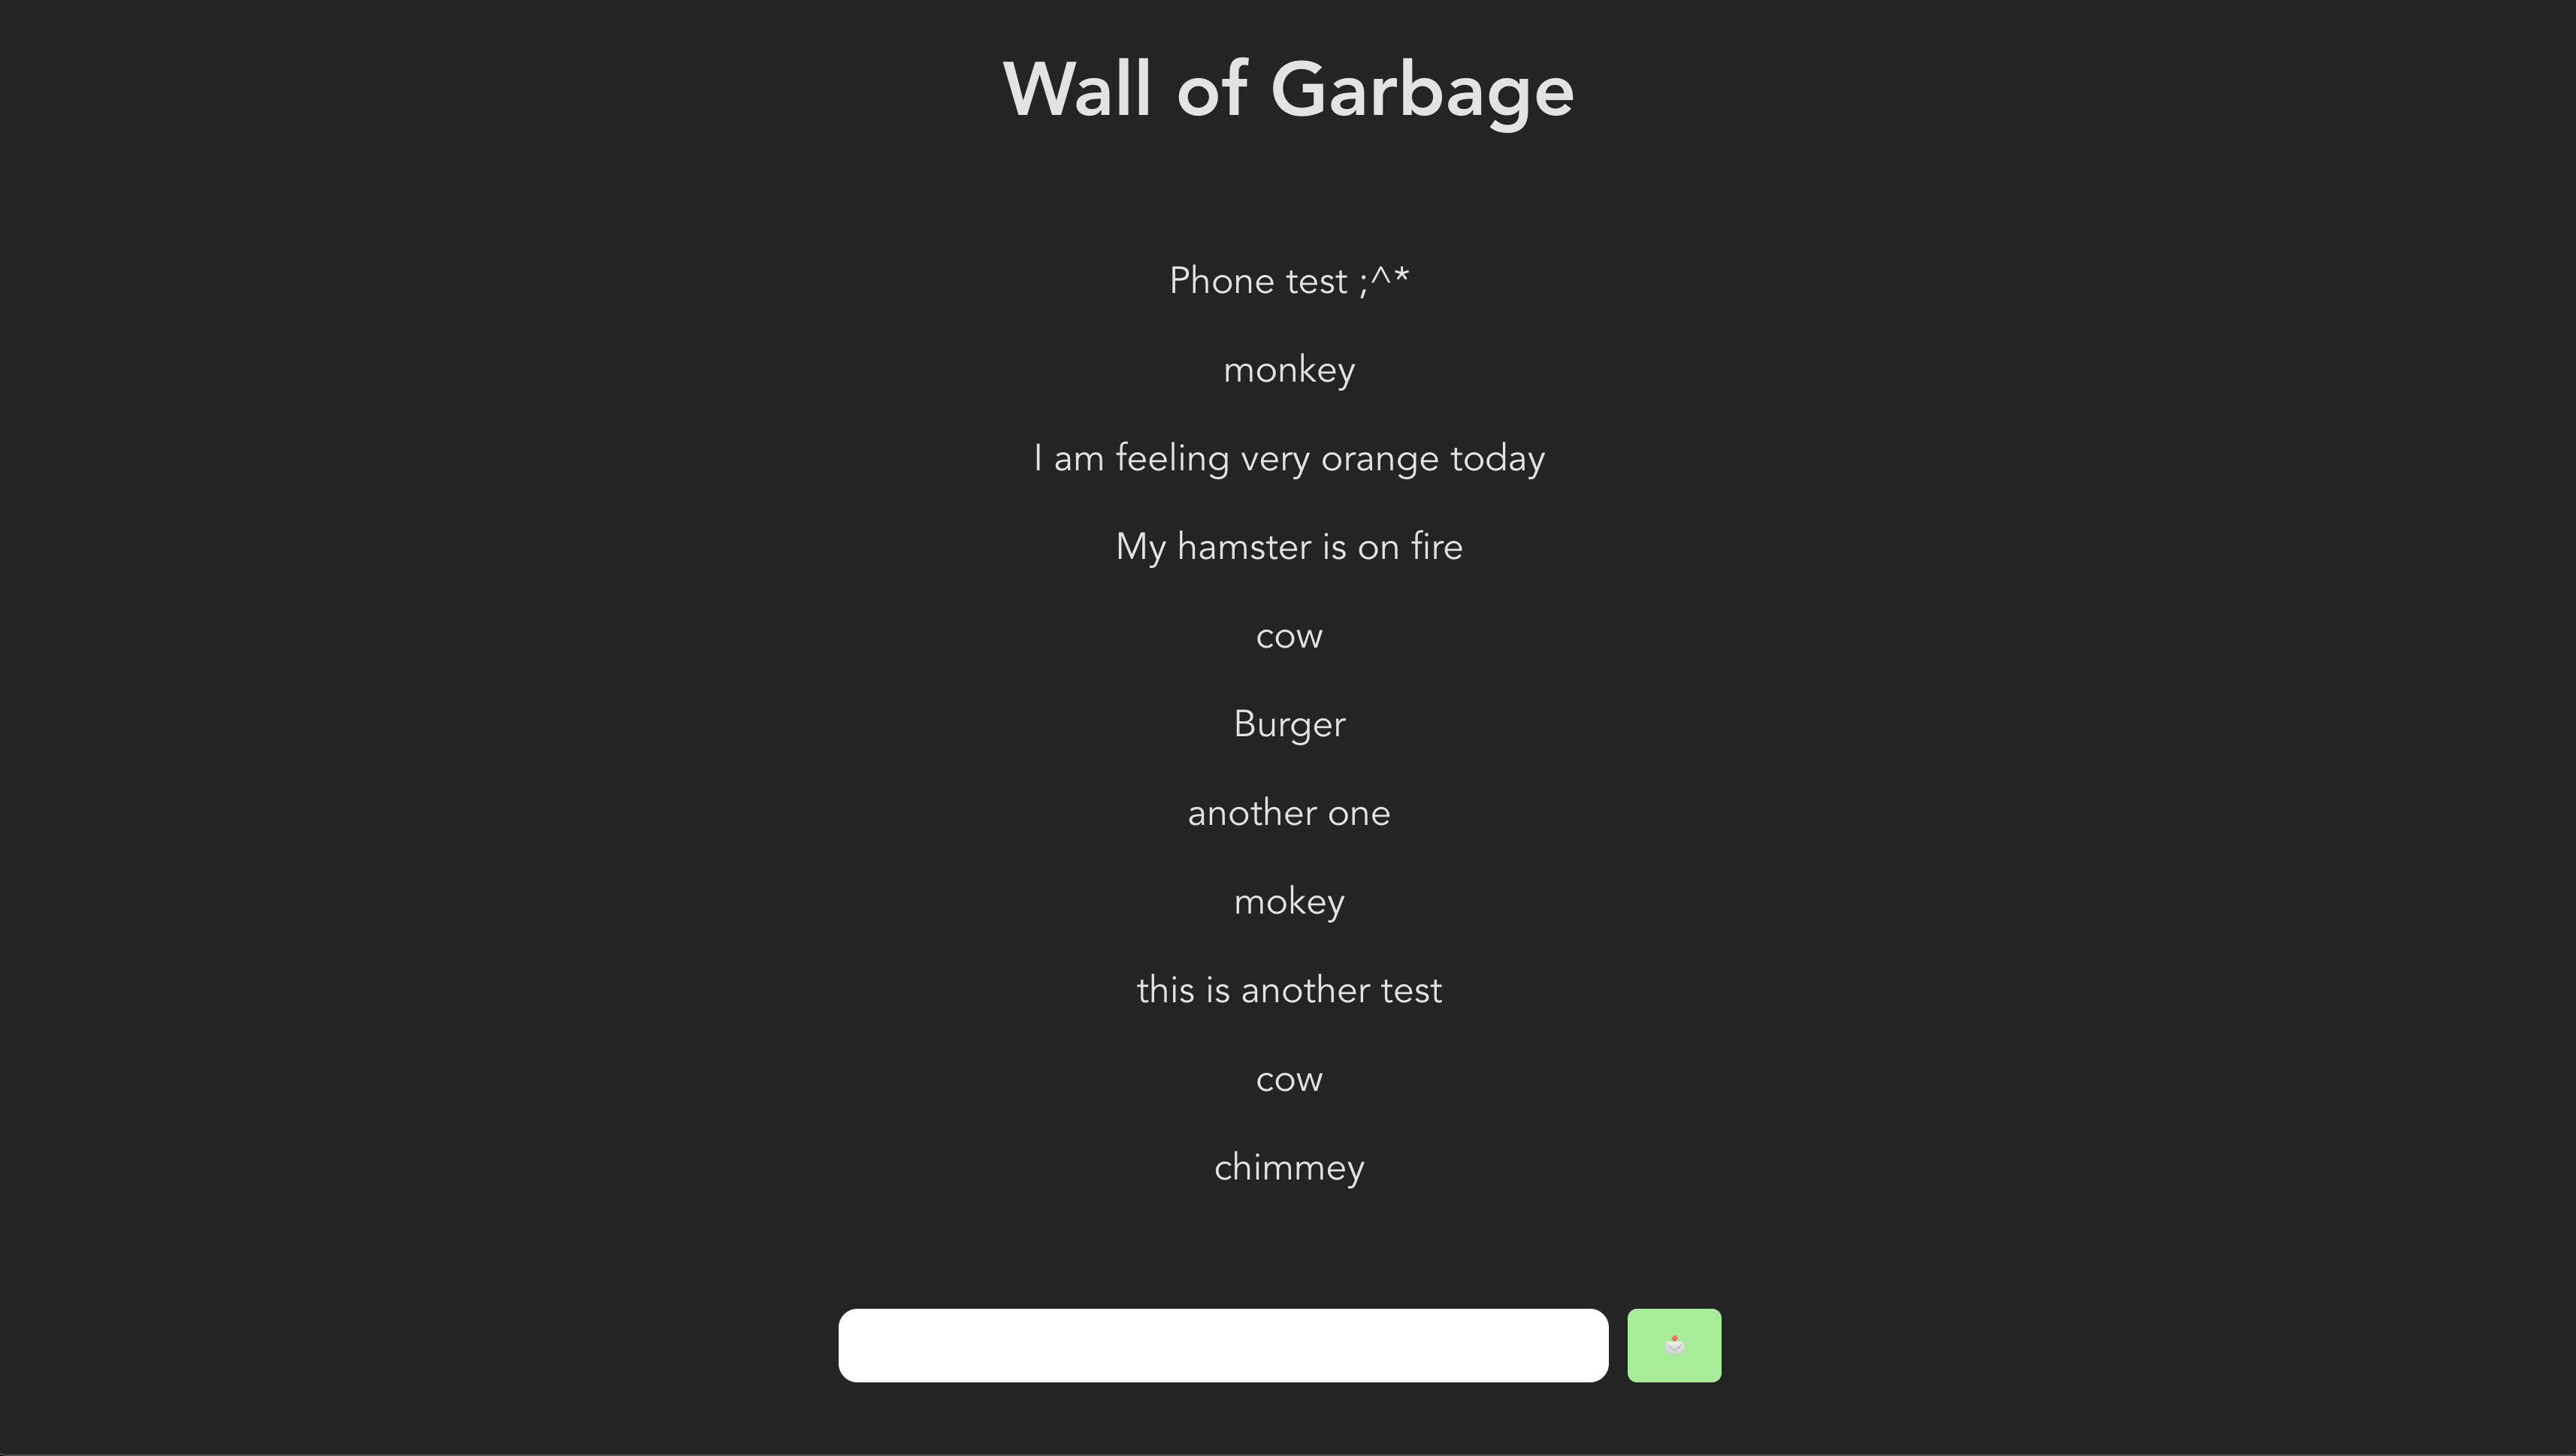 Wall of Garbage
Phone test ;^*
monkey
I am feeling very orange today
My hamster is on fire
cow
Burger
another one
mokey
this is another test
cow
chimmey